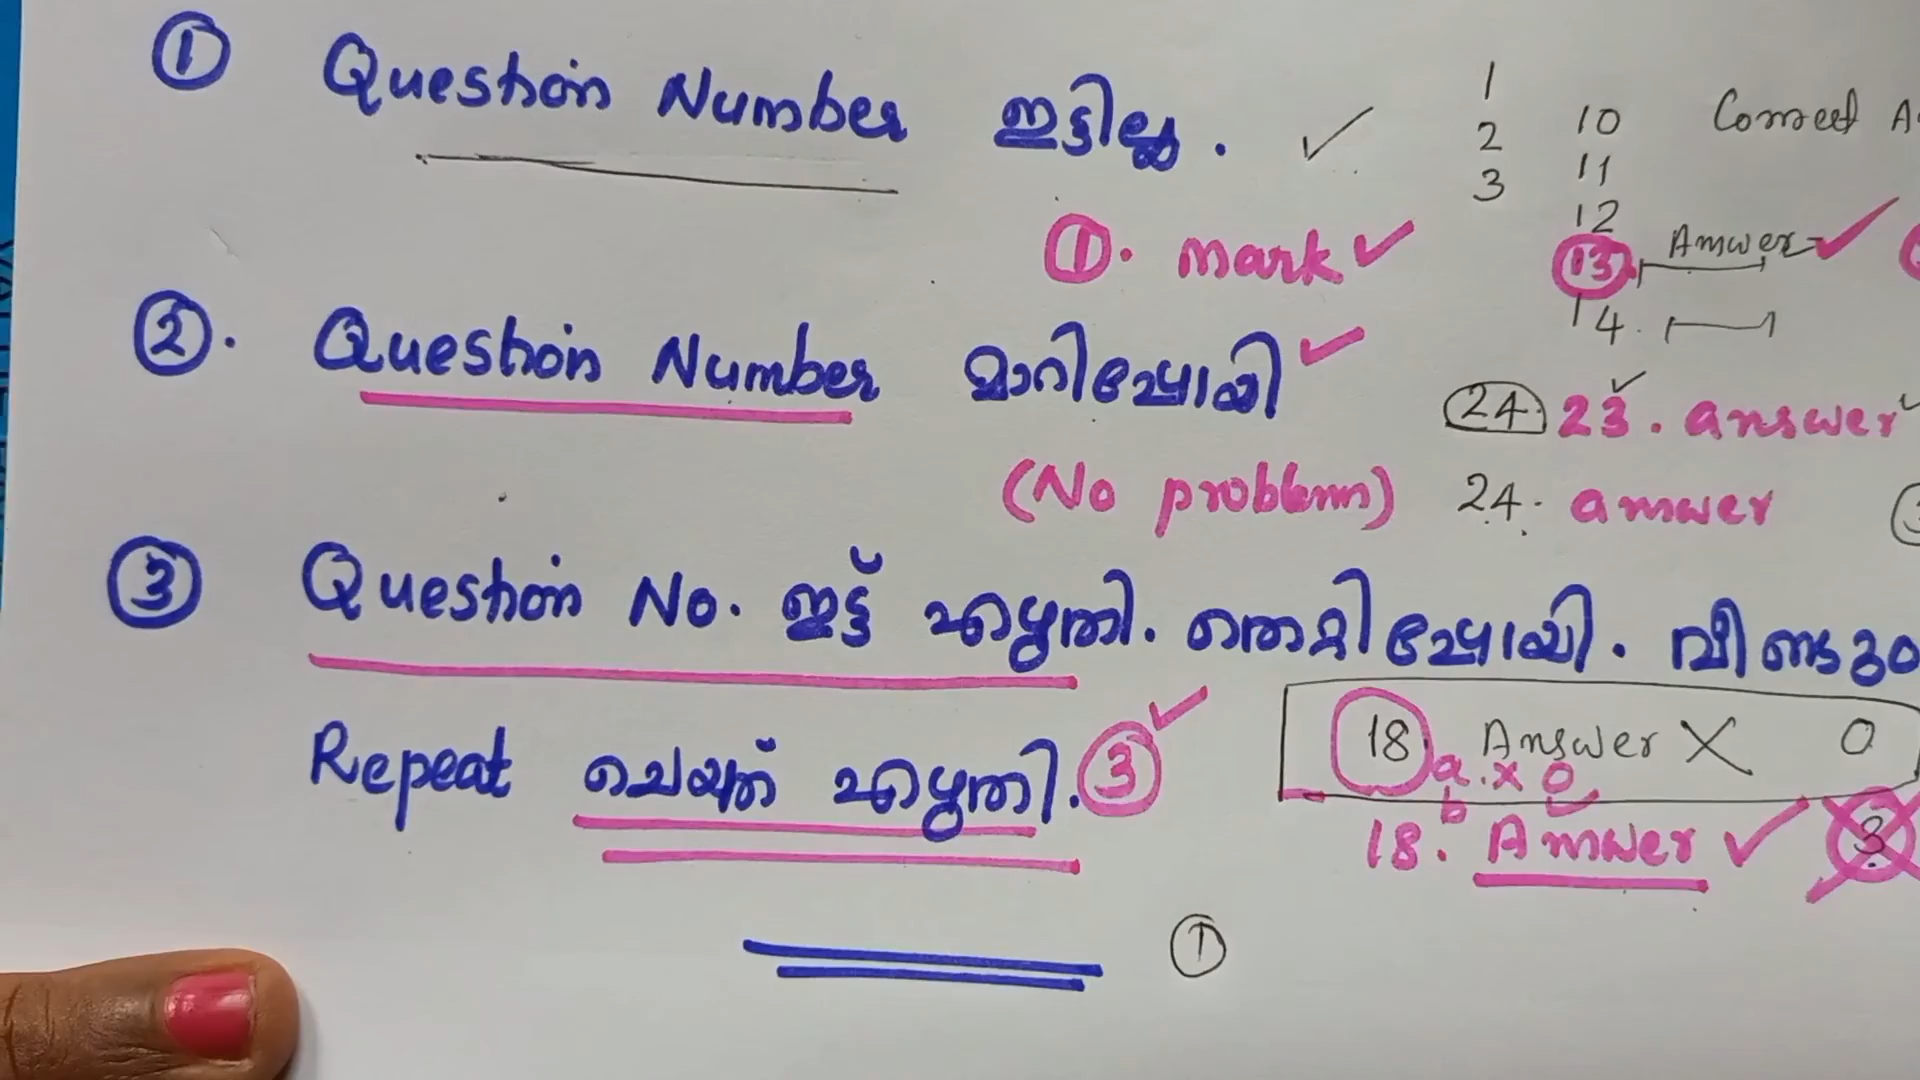 ① Question Number ഇട്ടില്ല. ✓
1
2
3
10
11
12
13. Answer ✓
14.
Correct
①. mark ✓
②. Question Number മാറിപ്പോയി ✓
(No problem)
24. 23. answer ✓
24. answer
③ Question No. ഇട്ട് എഴുതി. തെറ്റിപ്പോയി. വീണ്ടും
Repeat ചെയ്ത് എഴുതി. ③ ✓
18. Answer X 0
a. x 0
b
18. Answer ✓ 3
①